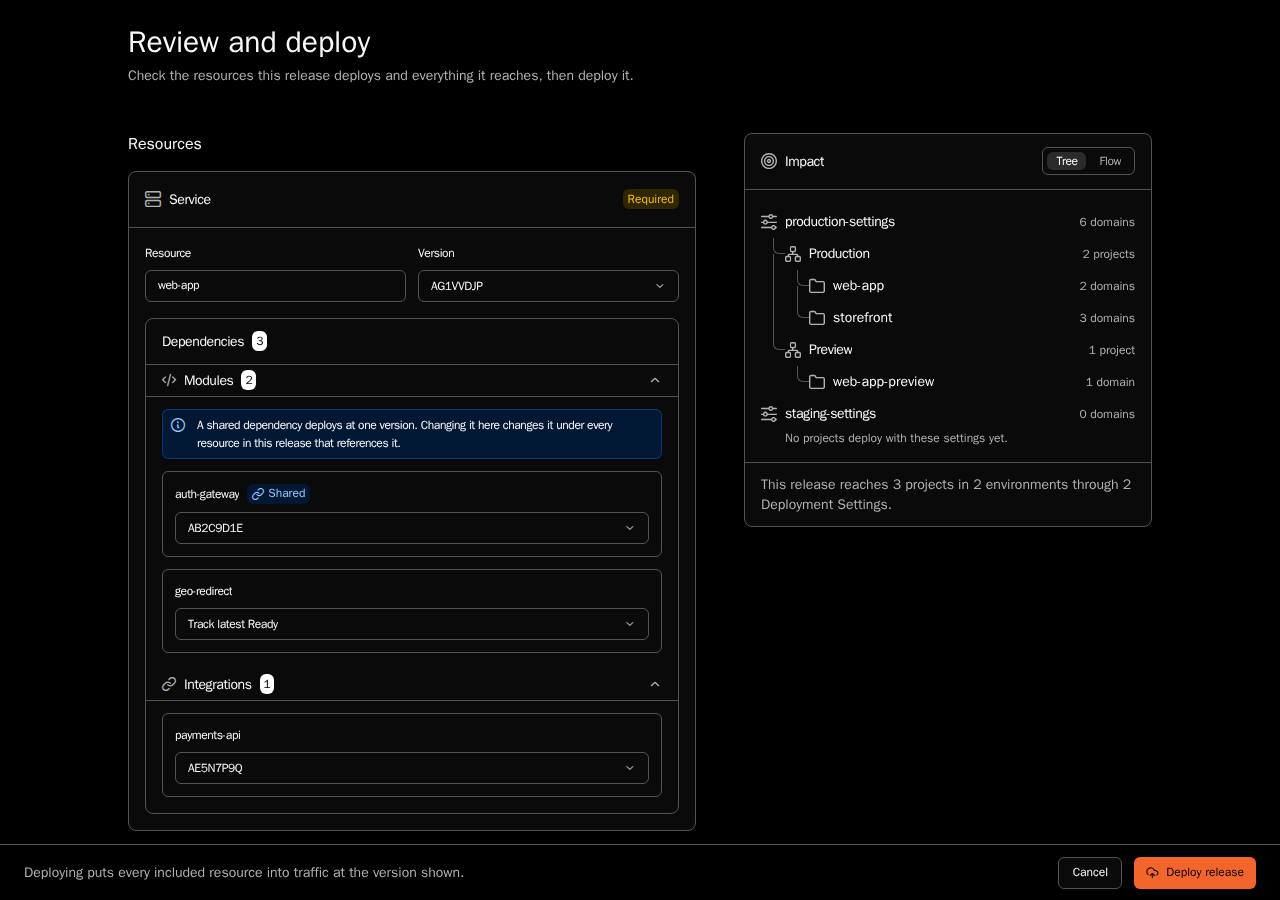 Review and deploy
Check the resources this release deploys and everything it reaches, then deploy it.
Resources
Service
Required
Resource
Version
web-app
AG1VVDJP
Dependencies 3
Modules 2
A shared dependency deploys at one version. Changing it here changes it under every
resource in this release that references it.
auth-gateway
Shared
AB2C9D1E
geo-redirect
Track latest Ready
Integrations 1
payments-api
AE5N7P9Q
Impact
Tree
Flow
production-settings
6 domains
Production
2 projects
web-app
2 domains
storefront
3 domains
Preview
1 project
web-app-preview
1 domain
staging-settings
0 domains
No projects deploy with these settings yet.
This release reaches 3 projects in 2 environments through 2
Deployment Settings.
Deploying puts every included resource into traffic at the version shown.
Cancel
Deploy release